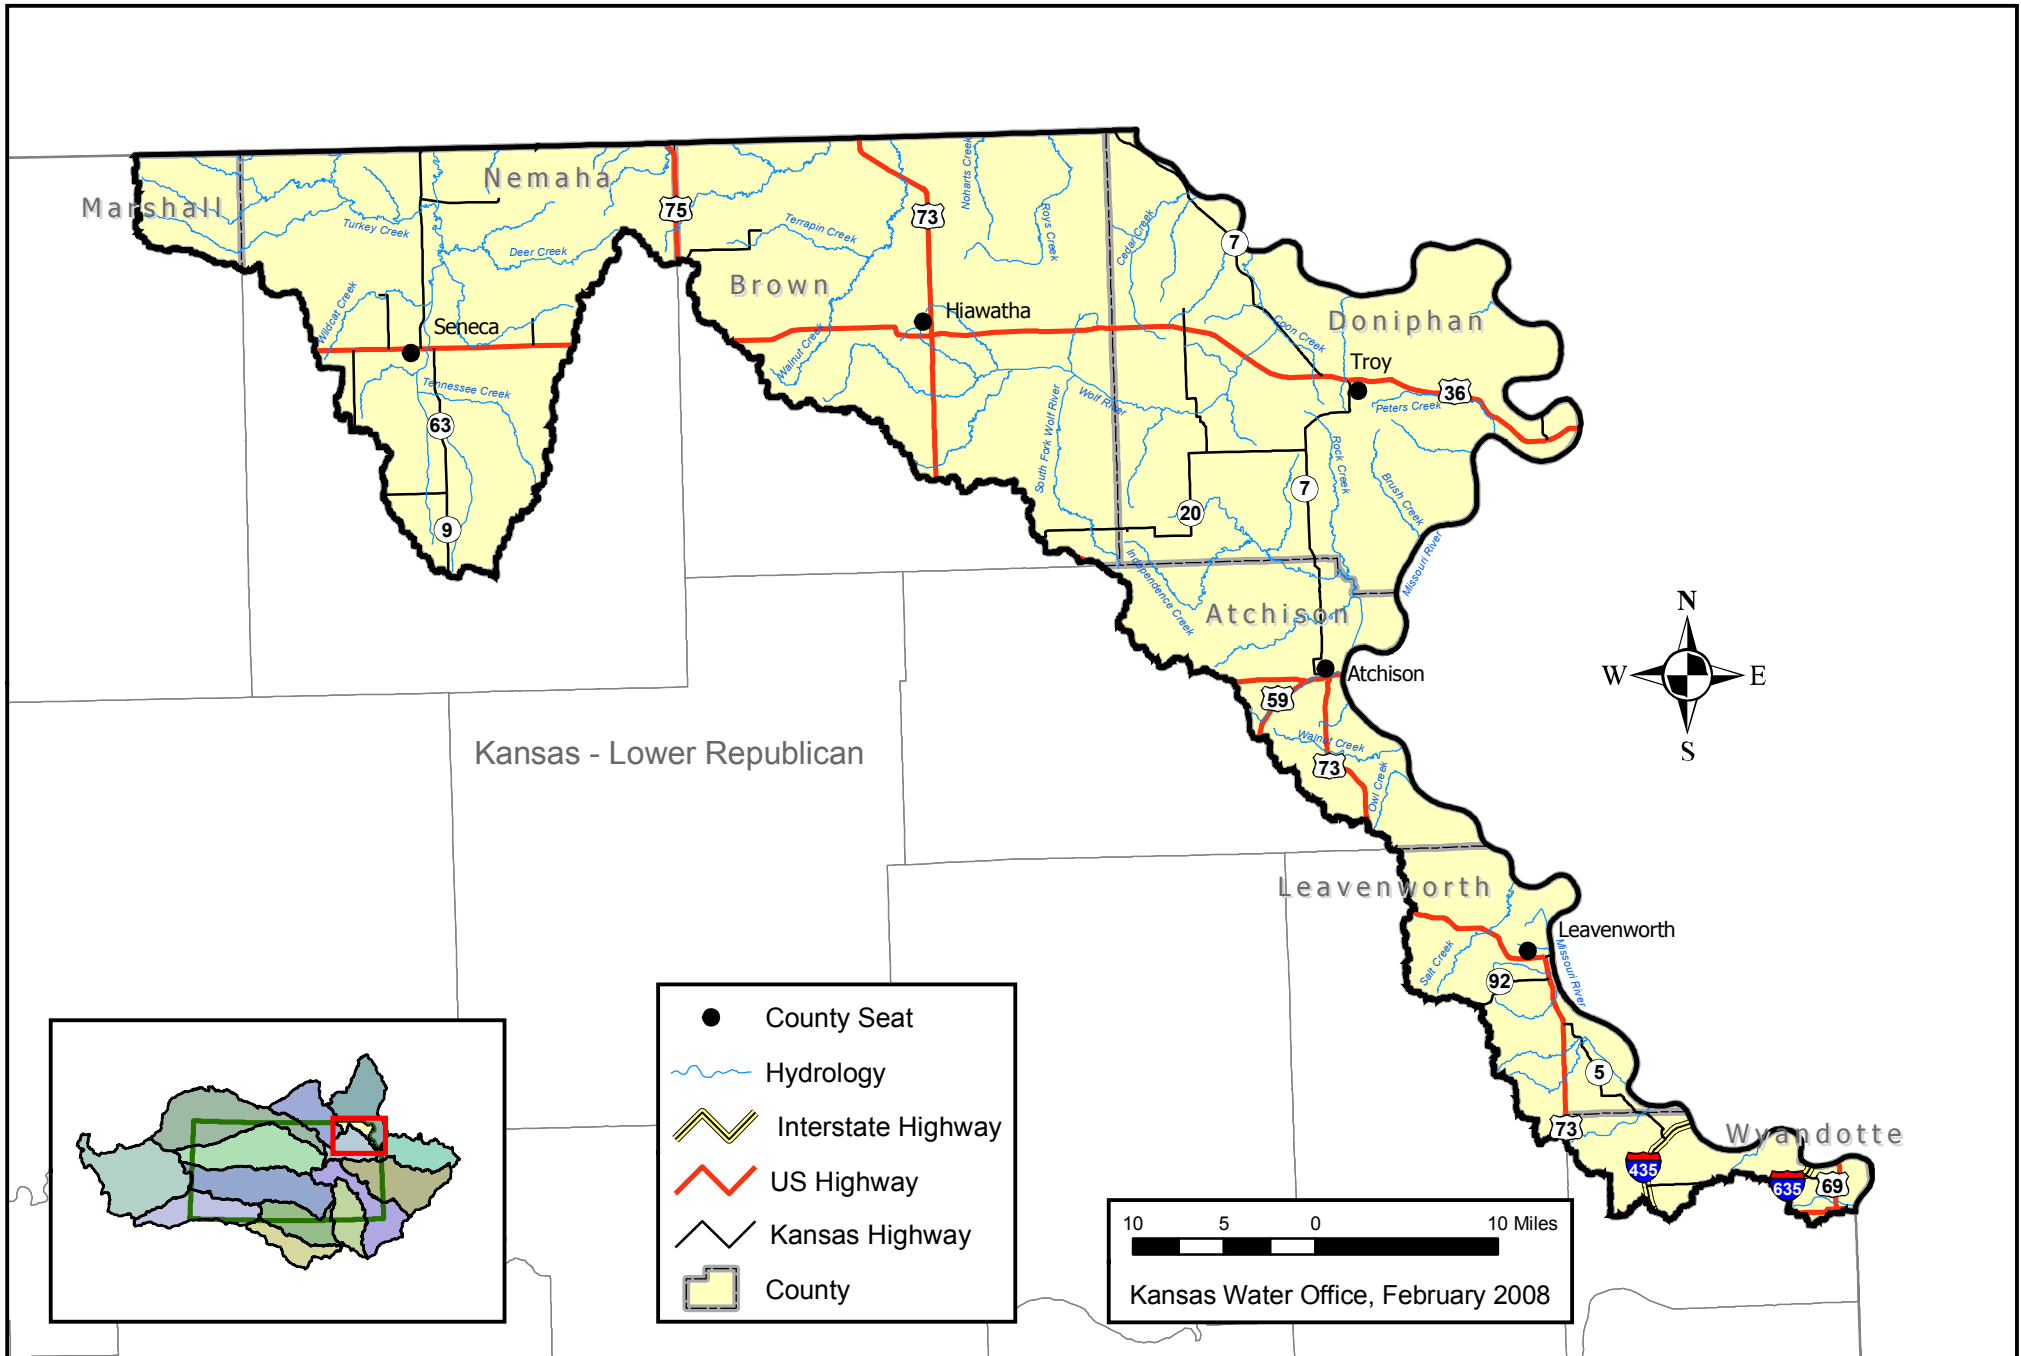 Marshall
Nemaha
Turkey Creek
Deer Creek
Wildcat Creek
Seneca
Tennessee Creek
63
9
75
73
Brown
Terrapin Creek
Walnut Creek
Hiawatha
Noharts Creek
Roys Creek
Cedar Creek
7
Doniphan
Coon Creek
Troy
36
Peters Creek
Wolf River
South Fork Wolf River
Rock Creek
Brush Creek
7
20
Missouri River
Independence Creek
Atchison
Atchison
59
Walnut Creek
73
Owl Creek
Kansas - Lower Republican
N
W
E
S
Leavenworth
Leavenworth
Salt Creek
Missouri River
92
5
73
Wyandotte
435
635
69
County Seat
Hydrology
Interstate Highway
US Highway
Kansas Highway
County
10 5 0 10 Miles
Kansas Water Office, February 2008